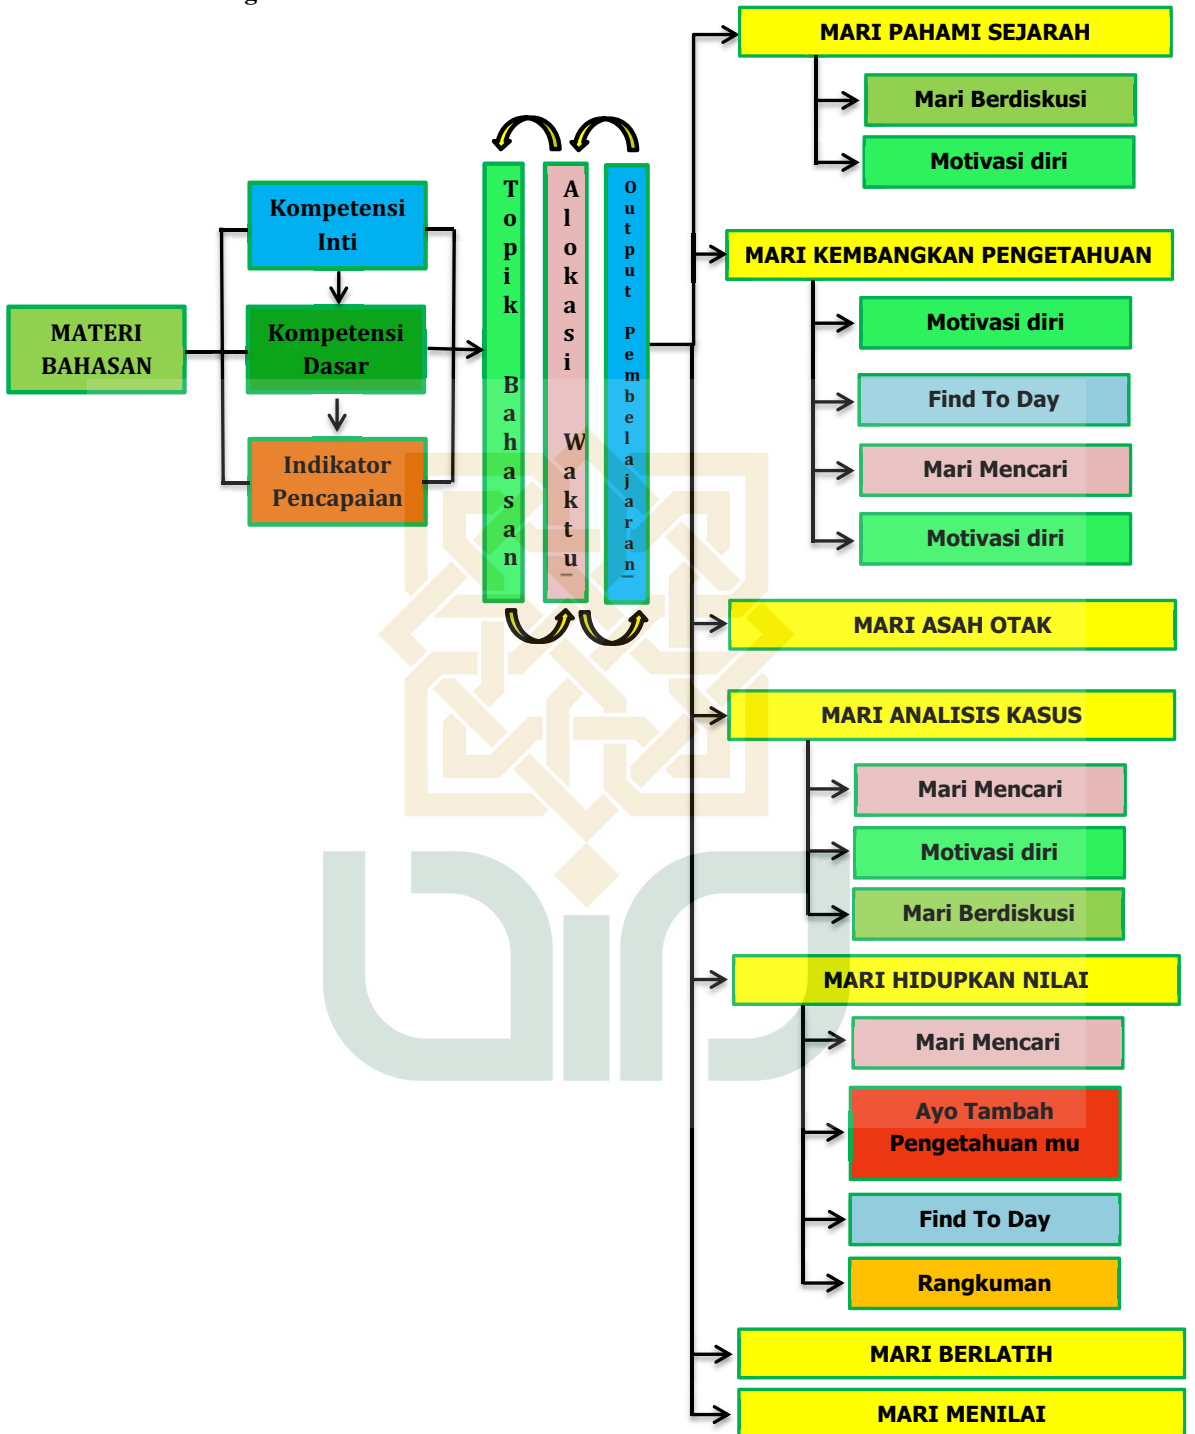 MATERI
BAHASAN
Kompetensi
Inti
Kompetensi
Dasar
Indikator
Pencapaian
Topik Bahasan
Alokasi Waktu
Output Pembelajaran
MARI PAHAMI SEJARAH
Mari Berdiskusi
Motivasi diri
MARI KEMBANGKAN PENGETAHUAN
Motivasi diri
Find To Day
Mari Mencari
Motivasi diri
MARI ASAH OTAK
MARI ANALISIS KASUS
Mari Mencari
Motivasi diri
Mari Berdiskusi
MARI HIDUPKAN NILAI
Mari Mencari
Ayo Tambah
Pengetahuan mu
Find To Day
Rangkuman
MARI BERLATIH
MARI MENILAI